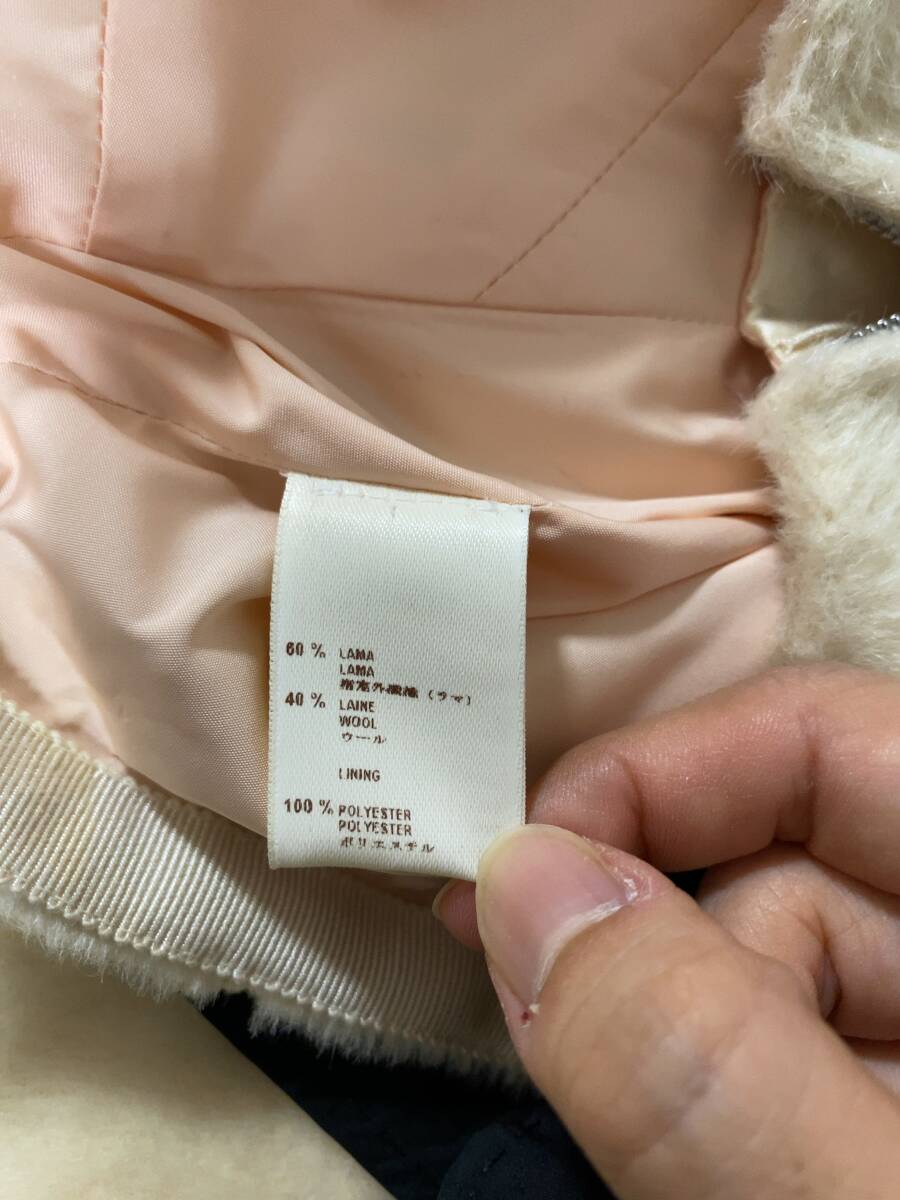 60 % LAMA
LAMA
指定外繊維 (ラマ)
40 % LAINE
WOOL
ウール
LINING
100 % POLYESTER
POLYESTER
ポリエステル